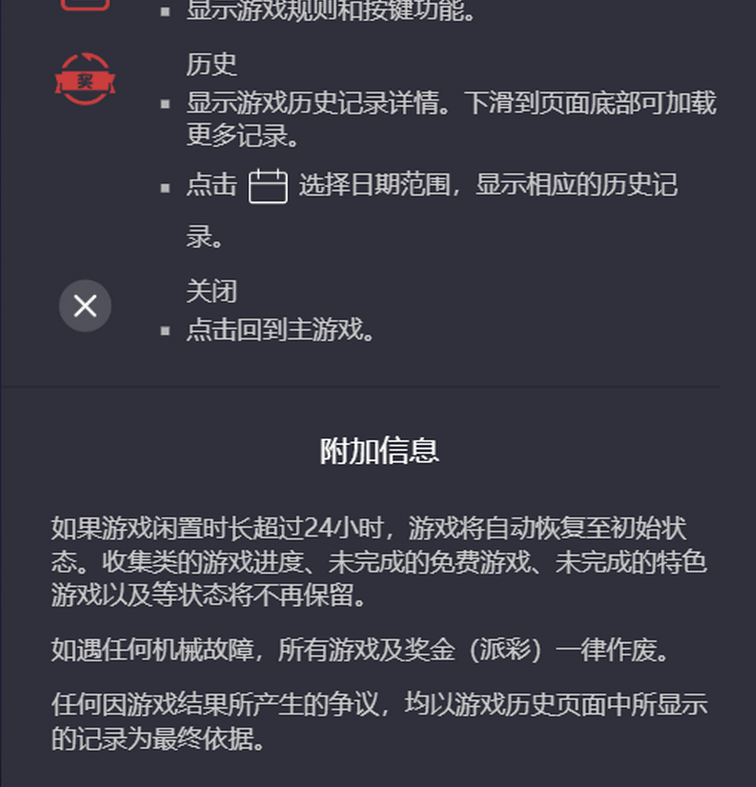 显示游戏规则和按键功能。
历史
奖
显示游戏历史记录详情。下滑到页面底部可加载
更多记录。
点击 选择日期范围，显示相应的历史记
录。
关闭
点击回到主游戏。
附加信息
如果游戏闲置时长超过24小时，游戏将自动恢复至初始状
态。收集类的游戏进度、未完成的免费游戏、未完成的特色
游戏以及等状态将不再保留。
如遇任何机械故障，所有游戏及奖金（派彩）一律作废。
任何因游戏结果所产生的争议，均以游戏历史页面中所显示
的记录为最终依据。